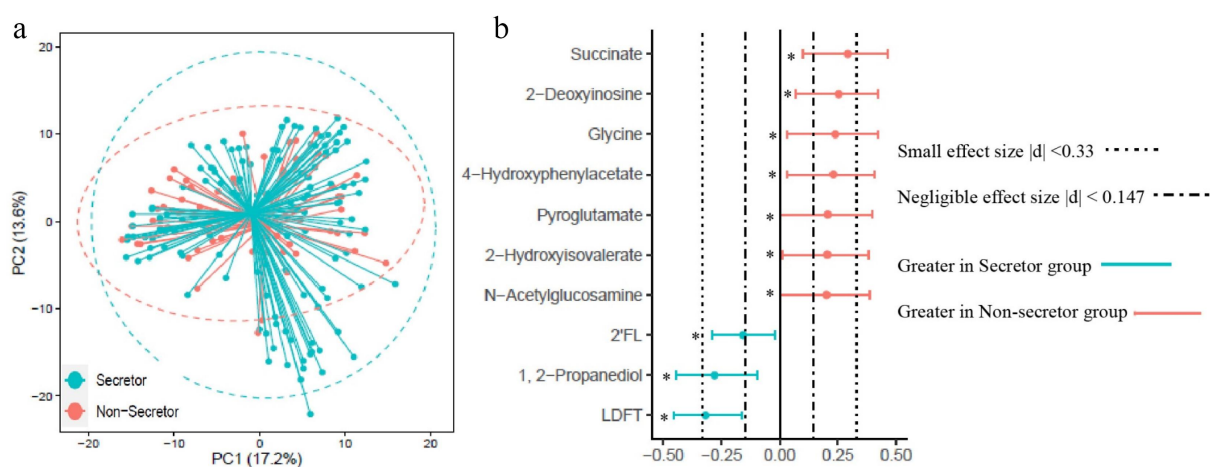 a
20
10
0
−10
−20
PC2 (13.6%)
Secretor
Non−Secretor
−20
−10
0
10
20
PC1 (17.2%)
b
Succinate
*
2−Deoxyinosine
*
Glycine
*
4−Hydroxyphenylacetate
*
Pyroglutamate
*
2−Hydroxyisovalerate
*
N−Acetylglucosamine
*
2'FL
*
1, 2−Propanediol
*
LDFT
*
−0.50
−0.25
0.00
0.25
0.50
Small effect size |d| <0.33
Negligible effect size |d| < 0.147
Greater in Secretor group
Greater in Non-secretor group